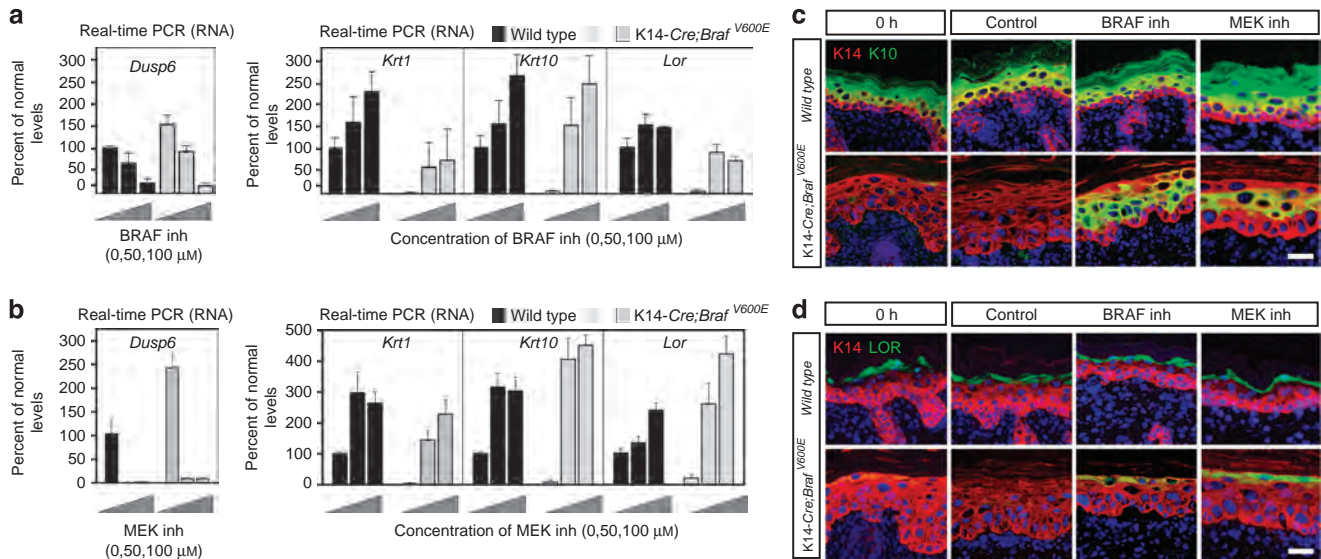 a
Real-time PCR (RNA)
Percent of normal
levels
300
250
200
150
100
50
0
Dusp6
BRAF inh
(0,50,100 μM)
Real-time PCR (RNA)
Wild type
K14-Cre;Braf V600E
Percent of normal
levels
300
250
200
150
100
50
0
Krt1
Krt10
Lor
Concentration of BRAF inh (0,50,100 μM)
b
Real-time PCR (RNA)
Percent of normal
levels
300
250
200
150
100
50
0
Dusp6
MEK inh
(0,50,100 μM)
Real-time PCR (RNA)
Wild type
K14-Cre;Braf V600E
Percent of normal
levels
500
400
300
200
100
0
Krt1
Krt10
Lor
Concentration of MEK inh (0,50,100 μM)
c
0 h
Control
BRAF inh
MEK inh
Wild type
K14 K10
K14-Cre;Braf V600E
d
0 h
Control
BRAF inh
MEK inh
Wild type
K14 LOR
K14-Cre;Braf V600E